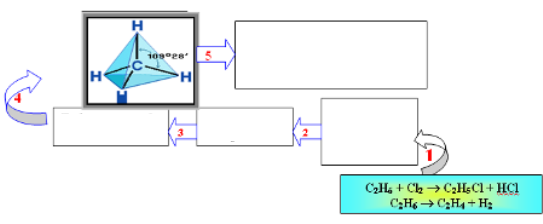 H
109°28'
C
H
H
H
5
4
3
2
1
C₂H₆ + Cl₂ → C₂H₅Cl + HCl
C₂H₆ → C₂H₄ + H₂